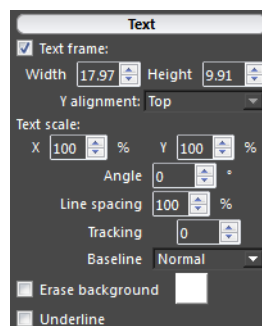 Text
Text frame:
Width 17.97 Height 9.91
Y alignment: Top
Text scale:
X 100 % Y 100 %
Angle 0 °
Line spacing 100 %
Tracking 0
Baseline Normal
Erase background
Underline